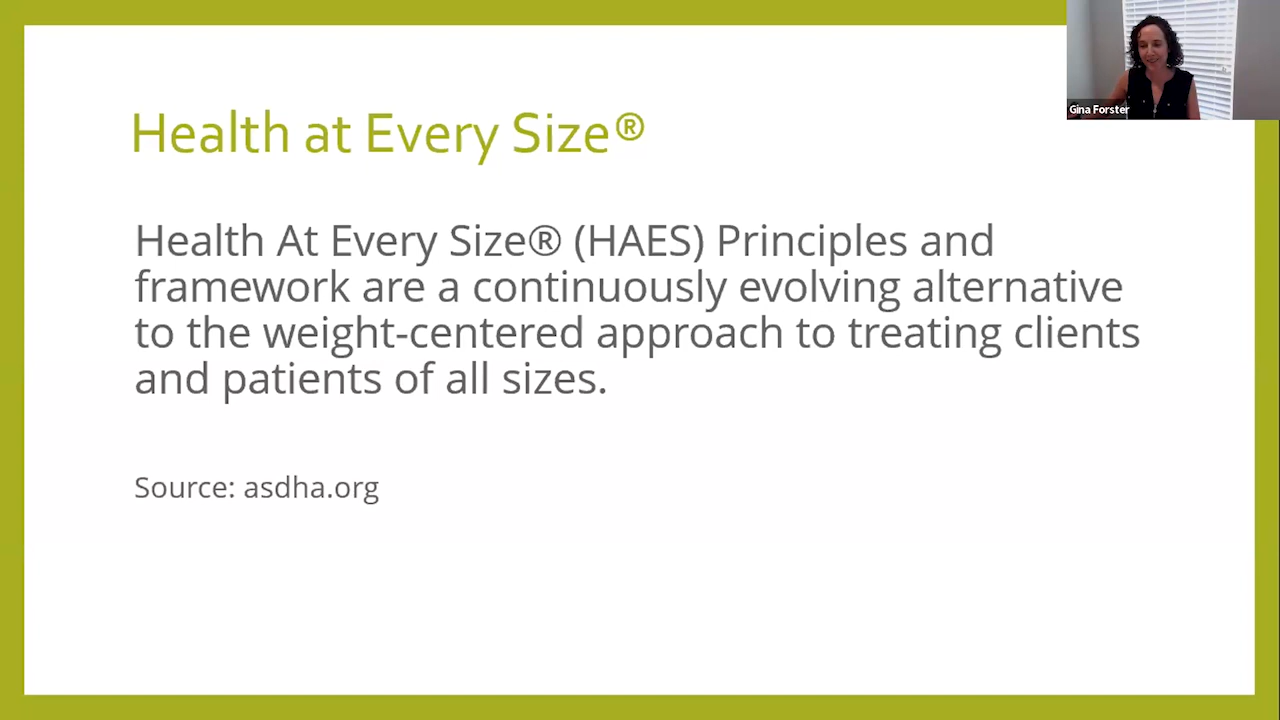 Gina Forster
Health at Every Size®
Health At Every Size® (HAES) Principles and
framework are a continuously evolving alternative
to the weight-centered approach to treating clients
and patients of all sizes.
Source: asdha.org